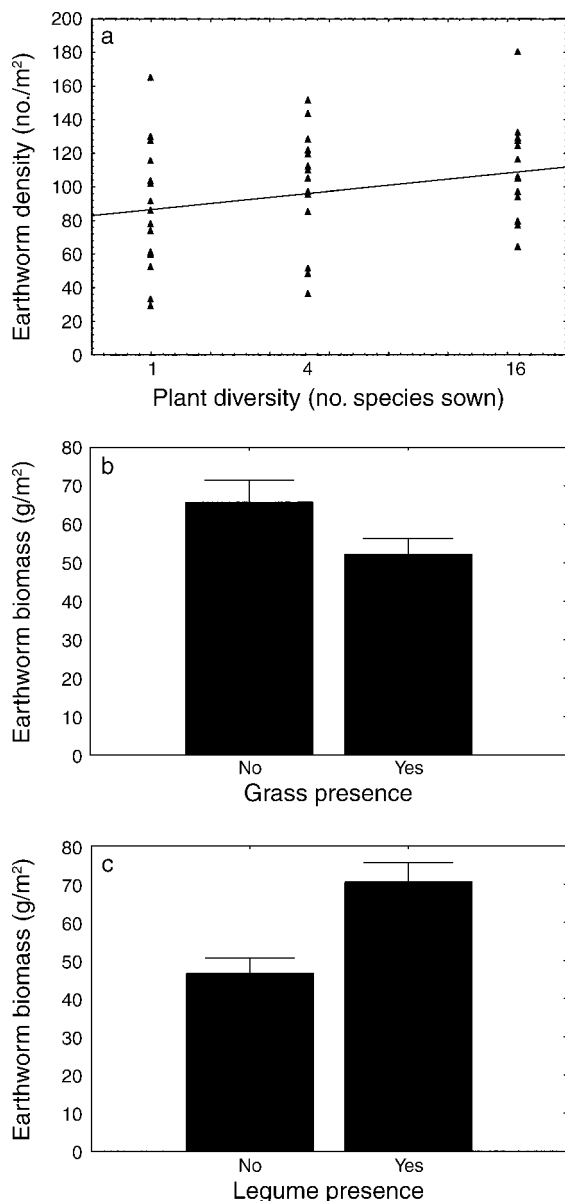 a
Earthworm density (no./m²)
200
180
160
140
120
100
80
60
40
20
0
1 4 16
Plant diversity (no. species sown)
b
Earthworm biomass (g/m²)
80
70
60
50
40
30
20
10
0
No Yes
Grass presence
c
Earthworm biomass (g/m²)
80
70
60
50
40
30
20
10
0
No Yes
Legume presence